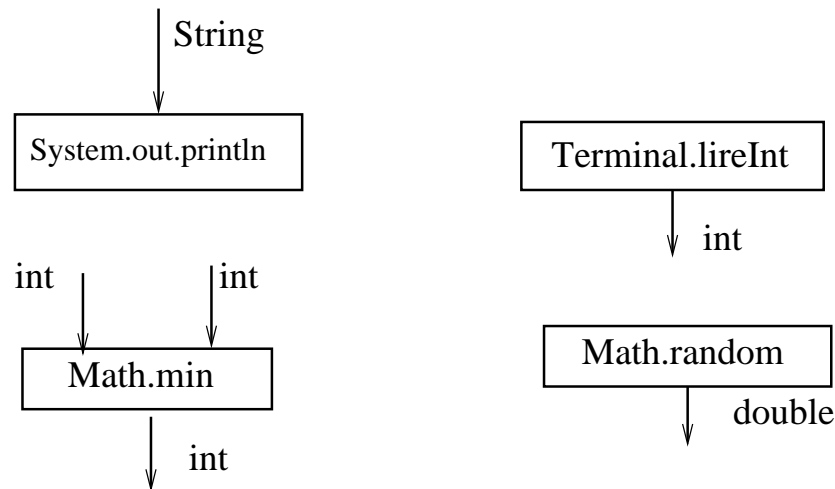 String
System.out.println
Terminal.lireInt
int
int
int
Math.min
Math.random
double
int